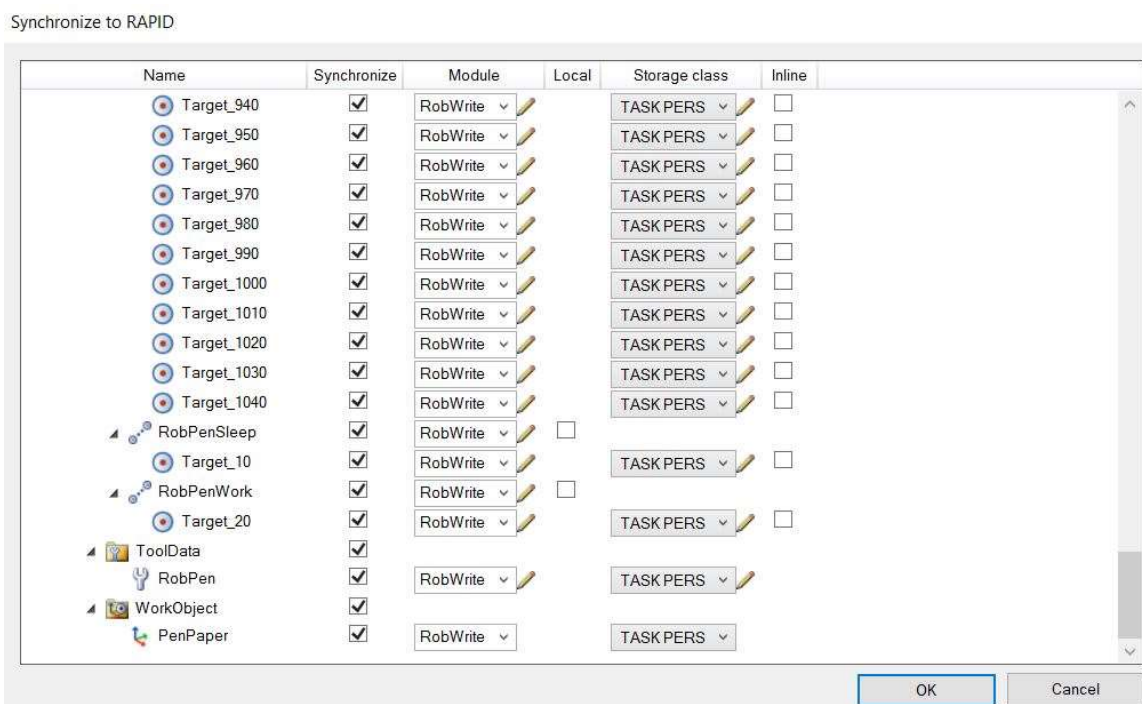 Synchronize to RAPID
Name Synchronize Module Local Storage class Inline
Target_940 RobWrite TASK PERS
Target_950 RobWrite TASK PERS
Target_960 RobWrite TASK PERS
Target_970 RobWrite TASK PERS
Target_980 RobWrite TASK PERS
Target_990 RobWrite TASK PERS
Target_1000 RobWrite TASK PERS
Target_1010 RobWrite TASK PERS
Target_1020 RobWrite TASK PERS
Target_1030 RobWrite TASK PERS
Target_1040 RobWrite TASK PERS
RobPenSleep RobWrite
Target_10 RobWrite TASK PERS
RobPenWork RobWrite
Target_20 RobWrite TASK PERS
ToolData
RobPen RobWrite TASK PERS
WorkObject
PenPaper RobWrite TASK PERS
OK Cancel